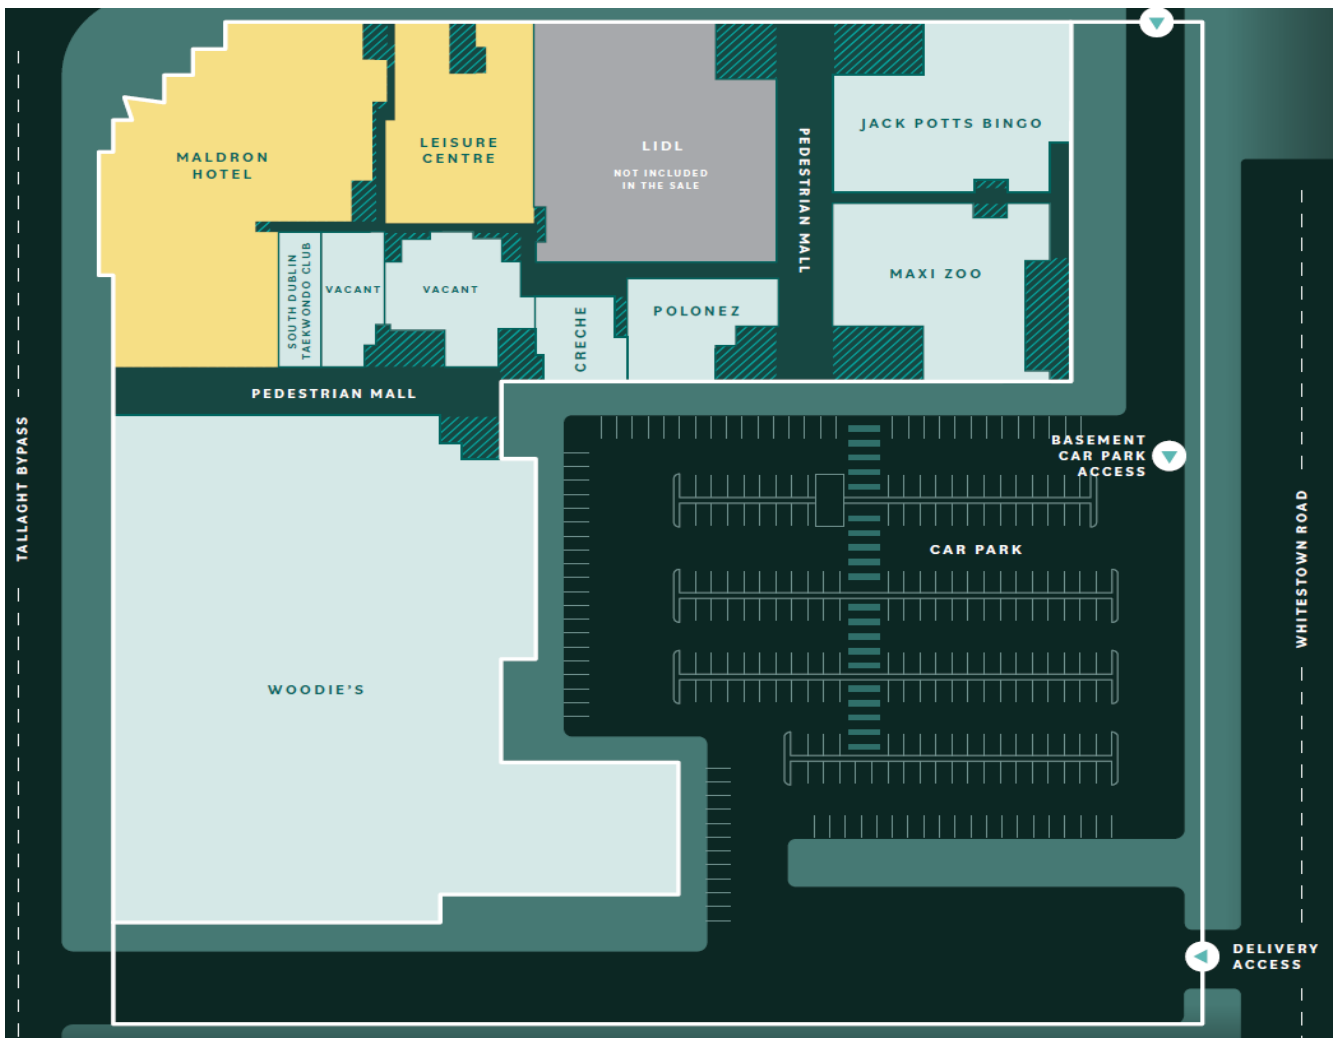 MALDRON
HOTEL
LEISURE
CENTRE
LIDL
NOT INCLUDED
IN THE SALE
PEDESTRIAN MALL
JACK POTTS BINGO
MAXI ZOO
SOUTH DUBLIN
TAEKWONDO CLUB
VACANT
VACANT
CRECHE
POLONEZ
PEDESTRIAN MALL
TALLAGHT BYPASS
BASEMENT
CAR PARK
ACCESS
CAR PARK
WHITESTOWN ROAD
WOODIE'S
DELIVERY
ACCESS